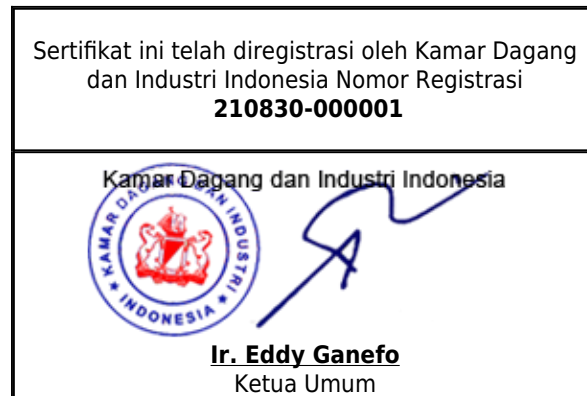 Sertifikat ini telah diregistrasi oleh Kamar Dagang
dan Industri Indonesia Nomor Registrasi
210830-000001
Kamar Dagang dan Industri Indonesia
KAMAR DAGANG DAN INDUSTRI
* INDONESIA *
Ir. Eddy Ganefo
Ketua Umum